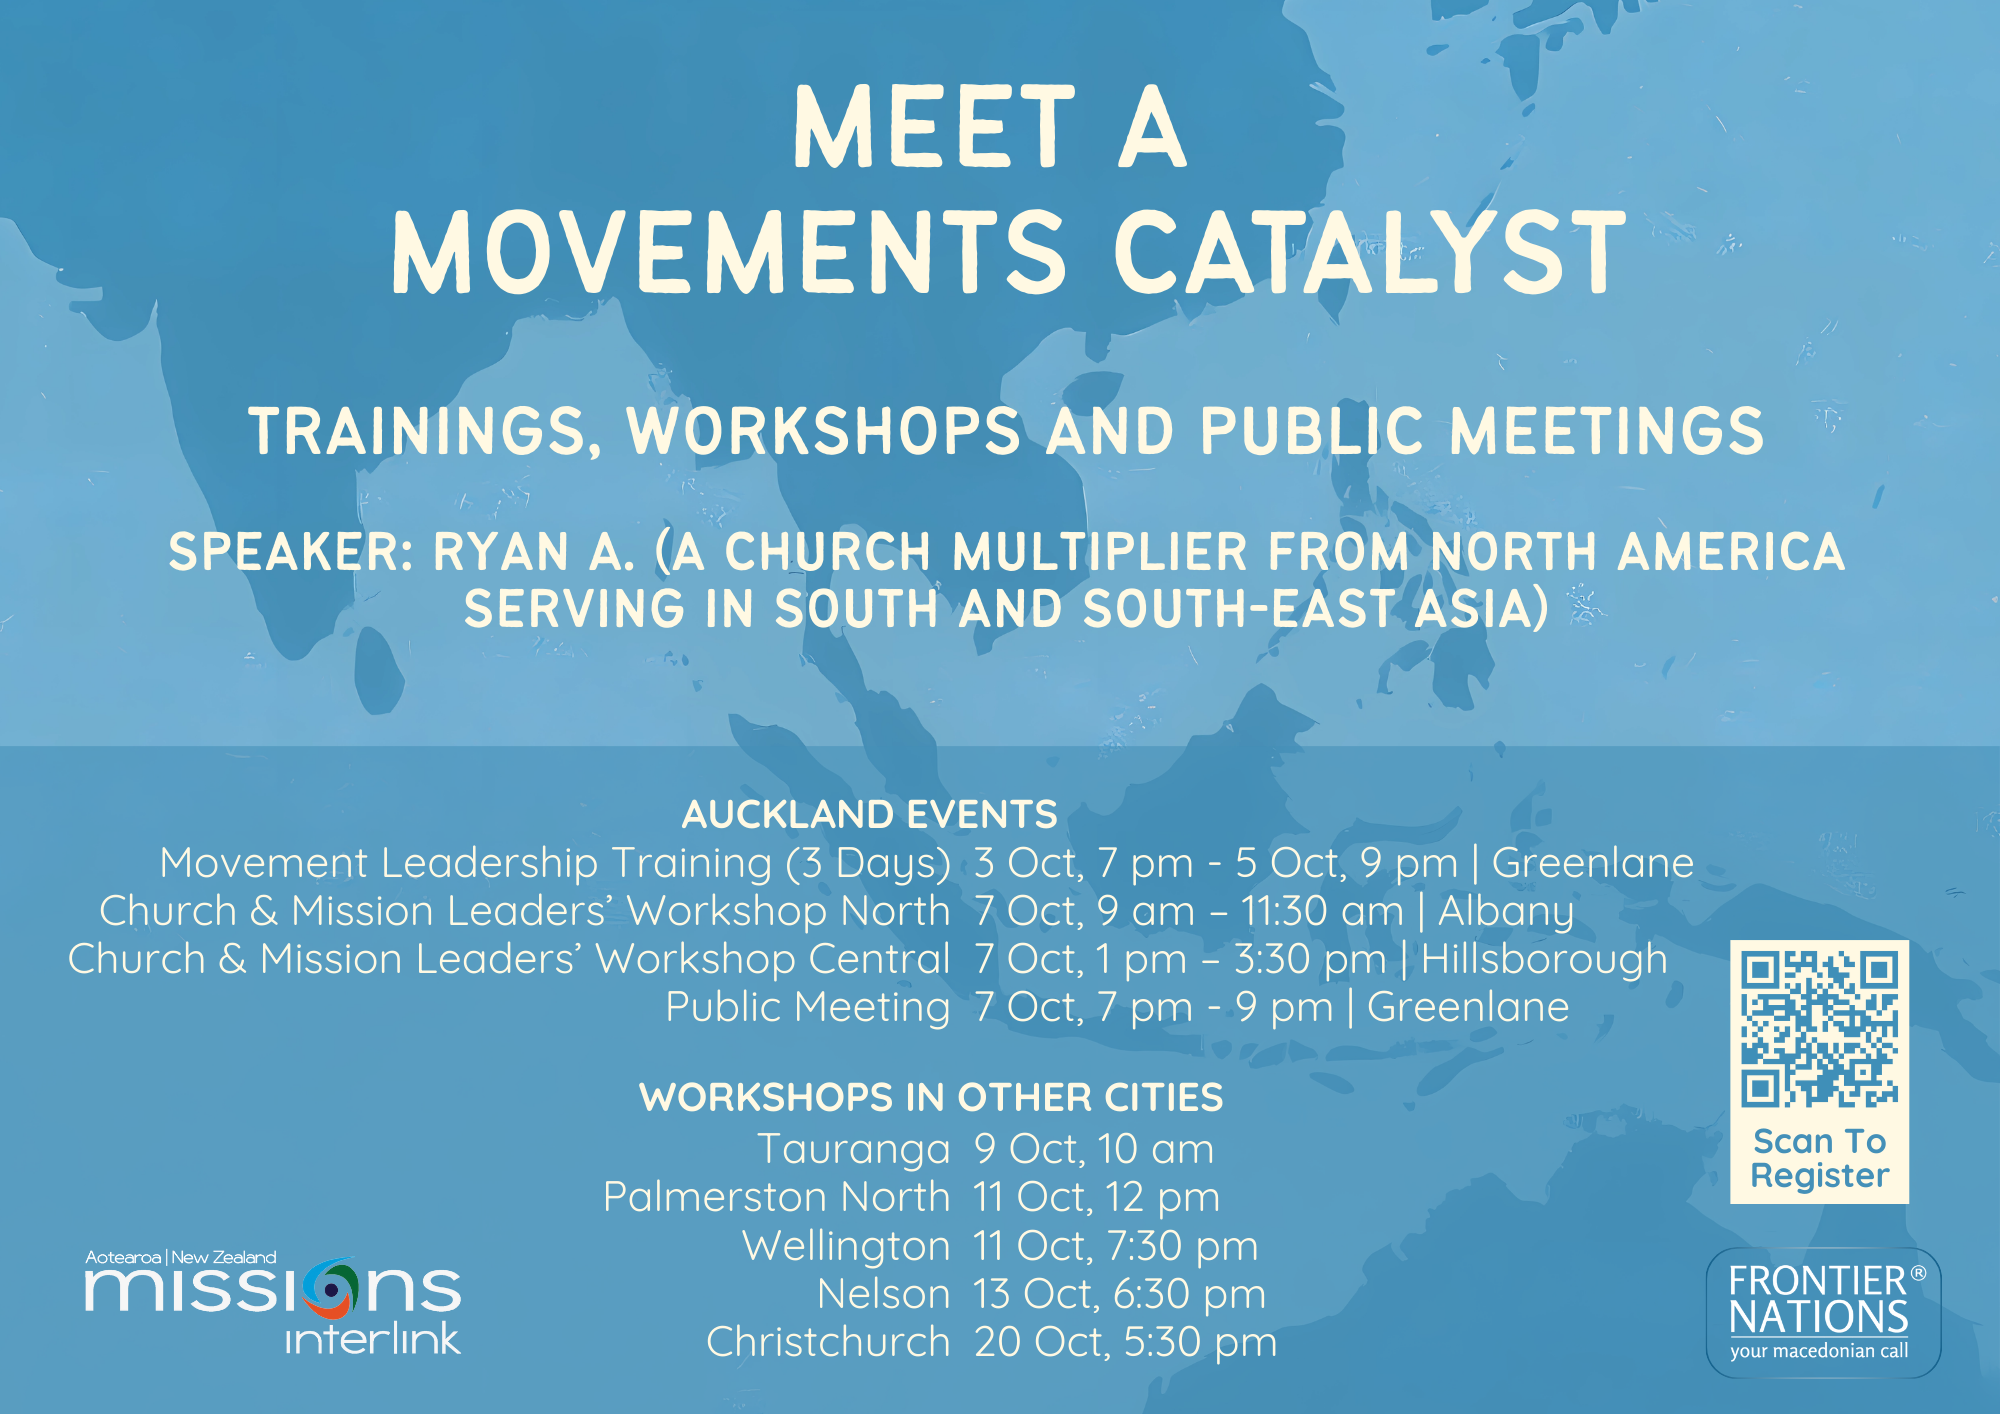 MEET A
MOVEMENTS CATALYST
TRAININGS, WORKSHOPS AND PUBLIC MEETINGS
SPEAKER: RYAN A. (A CHURCH MULTIPLIER FROM NORTH AMERICA
SERVING IN SOUTH AND SOUTH-EAST ASIA)
AUCKLAND EVENTS
Movement Leadership Training (3 Days) 3 Oct, 7 pm - 5 Oct, 9 pm | Greenlane
Church & Mission Leaders’ Workshop North 7 Oct, 9 am – 11:30 am | Albany
Church & Mission Leaders’ Workshop Central 7 Oct, 1 pm – 3:30 pm | Hillsborough
Public Meeting 7 Oct, 7 pm - 9 pm | Greenlane
WORKSHOPS IN OTHER CITIES
Tauranga 9 Oct, 10 am
Palmerston North 11 Oct, 12 pm
Wellington 11 Oct, 7:30 pm
Nelson 13 Oct, 6:30 pm
Christchurch 20 Oct, 5:30 pm
Scan To
Register
Aotearoa | New Zealand
missions
interlink
FRONTIER®
NATIONS
your macedonian call